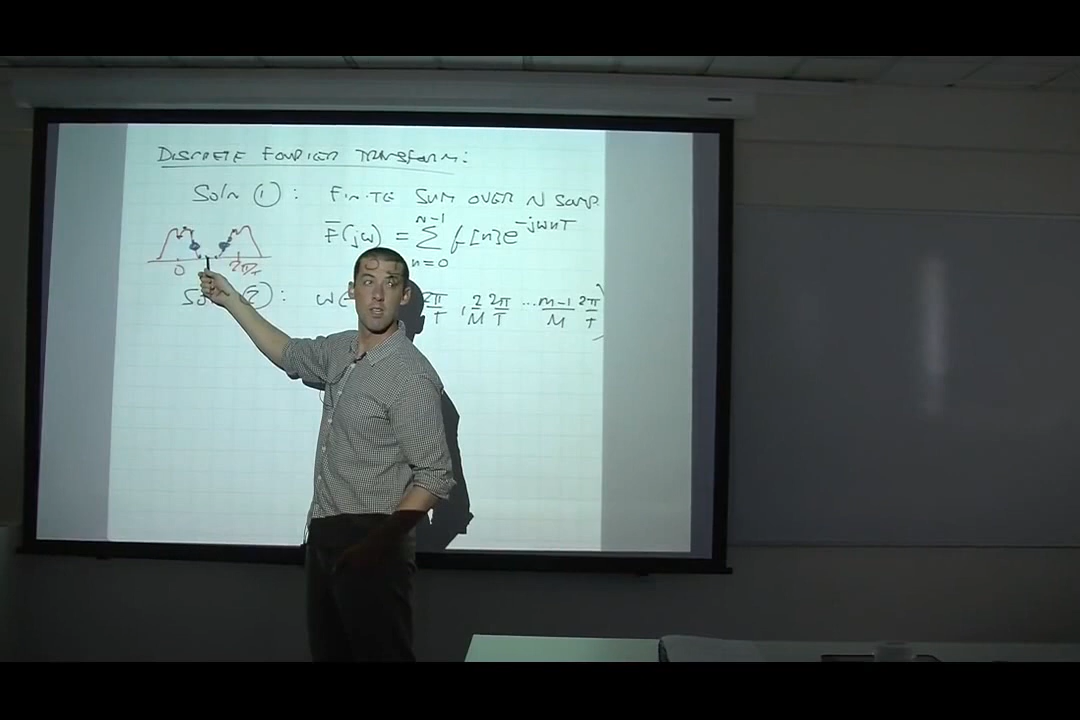 DISCRETE FOURIER TRANSFORM:
Soln (1): FINITE SUM OVER N SAMP.
F(jω) = Σ f[n]e^{-jωnT}
N-1
n=0
0 2π/T
Soln (2): ω ∈ 2π/T, 2/M 2π/T ... M-1/M 2π/T )